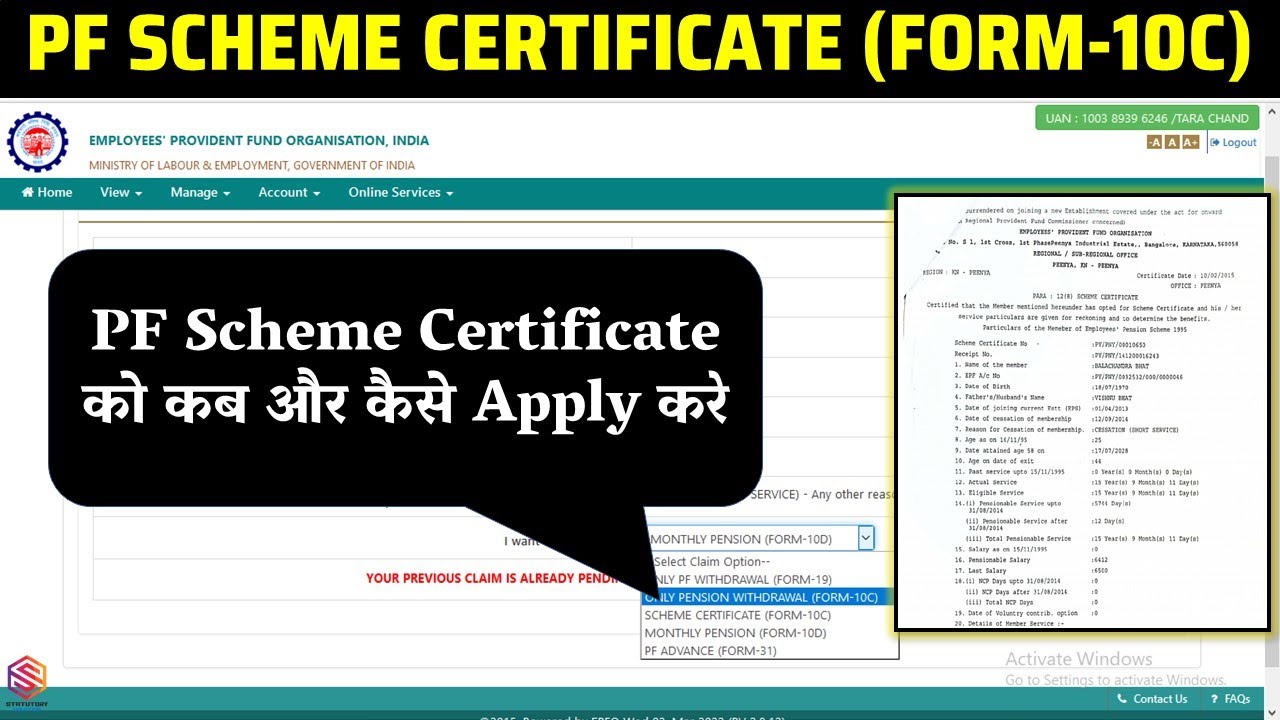 PF SCHEME CERTIFICATE (FORM-10C)
UAN : 1003 8939 6246 /TARA CHAND
EMPLOYEES' PROVIDENT FUND ORGANISATION, INDIA
MINISTRY OF LABOUR & EMPLOYMENT, GOVERNMENT OF INDIA
-A A A+ Logout
Home View Manage Account Online Services
PF Scheme Certificate
को कब और कैसे Apply करे
SERVICE) - Any other reas
I want
MONTHLY PENSION (FORM-10D)
Select Claim Option--
YOUR PREVIOUS CLAIM IS ALREADY PENDI
ONLY PF WITHDRAWAL (FORM-19)
ONLY PENSION WITHDRAWAL (FORM-10C)
SCHEME CERTIFICATE (FORM-10C)
MONTHLY PENSION (FORM-10D)
PF ADVANCE (FORM-31)
surrendered on joining a new Establishment covered under the act for onward
Regional Provident Fund Commissioner concerned)
EMPLOYEES' PROVIDENT FUND ORGANISATION
No. S 1, 1st Cross, 1st PhasePeenya Industrial Estate,, Bangalore, KARNATAKA,560058
REGIONAL / SUB-REGIONAL OFFICE
PEENYA, KN - PEENYA
REGION : KN - PEENYA
Certificate Date : 10/02/2015
OFFICE : PEENYA
PARA : 12(8) SCHEME CERTIFICATE
Certified that the Member mentioned hereunder has opted for Scheme Certificate and his / her
service particulars are given for reckoning and to determine the benefits.
Particulars of the Memeber of Employees' Pension Scheme 1995
Scheme Certificate No :PY/PNY/00010653
Receipt No. :PY/PNY/141200016243
1. Name of the member :BALACHANDRA BHAT
2. EPF A/c No :PY/PNY/0032532/000/0000046
3. Date of Birth :18/07/1970
4. Father's/Husband's Name :VISHNU BHAT
5. Date of joining current Estt (EPS) :01/04/2013
6. Date of cessation of membership :12/09/2014
7. Reason for Cessation of membership. :CESSATION (SHORT SERVICE)
8. Age as on 16/11/95 :25
9. Date attained age 58 on :17/07/2028
10. Age on date of exit :44
11. Past service upto 15/11/1995 :0 Year(s) 0 Month(s) 0 Day(s)
12. Actual Service :15 Year(s) 9 Month(s) 11 Day(s)
13. Eligible Service :15 Year(s) 9 Month(s) 11 Day(s)
14.(i) Pensionable Service upto :5744 Day(s)
31/08/2014
(ii) Pensionable Service after :12 Day(s)
31/08/2014
(iii) Total Pensionable Service :15 Year(s) 9 Month(s) 11 Day(s)
15. Salary as on 15/11/1995 :0
16. Pensionable Salary :6412
17. Last Salary :6500
18.(i) NCP Days upto 31/08/2014 :0
(ii) NCP Days after 31/08/2014 :0
(iii) Total NCP Days :0
19. Date of Voluntry contrib. option :0
20. Details of Member Service :-
Activate Windows
Go to Settings to activate Windows.
STATUTORY
Contact Us ? FAQs